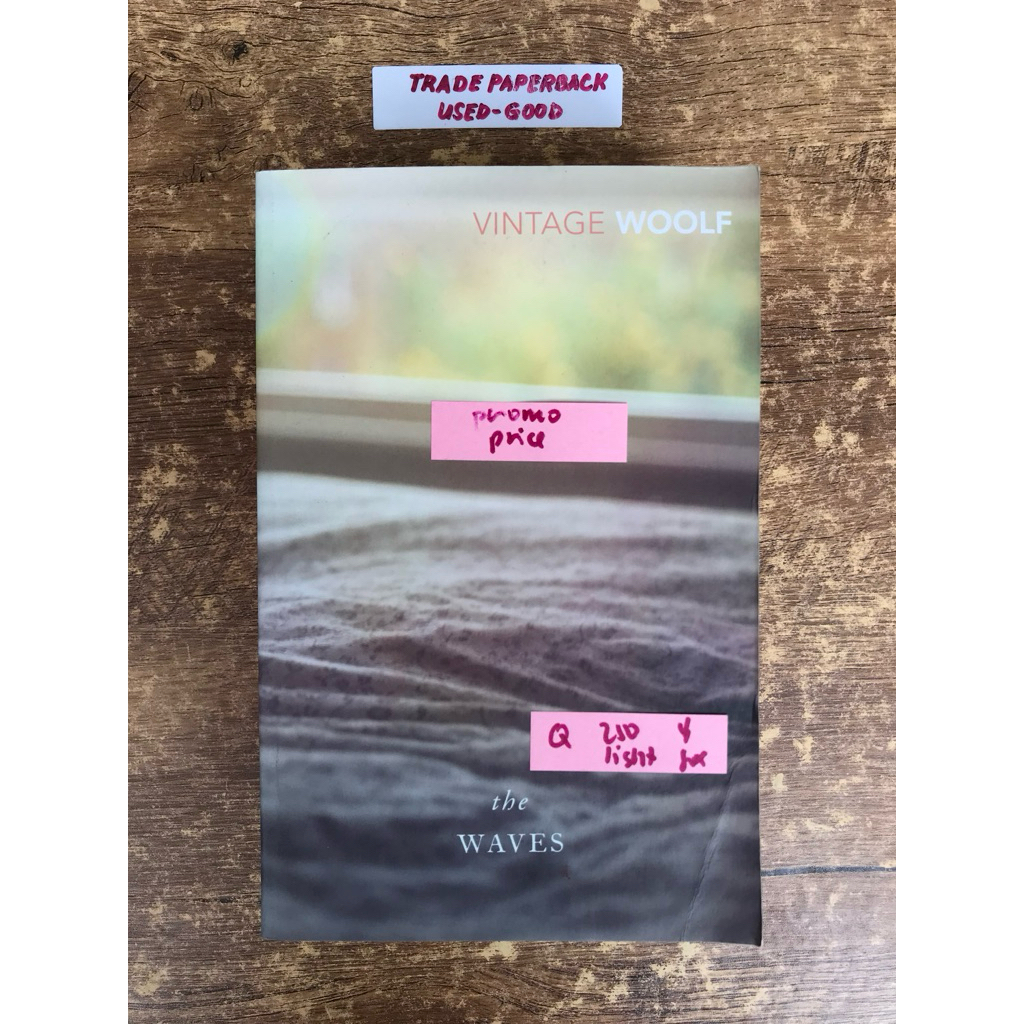 TRADE PAPERBACK
USED-GOOD
VINTAGE WOOLF
promo
price
Q 210
light
the
WAVES